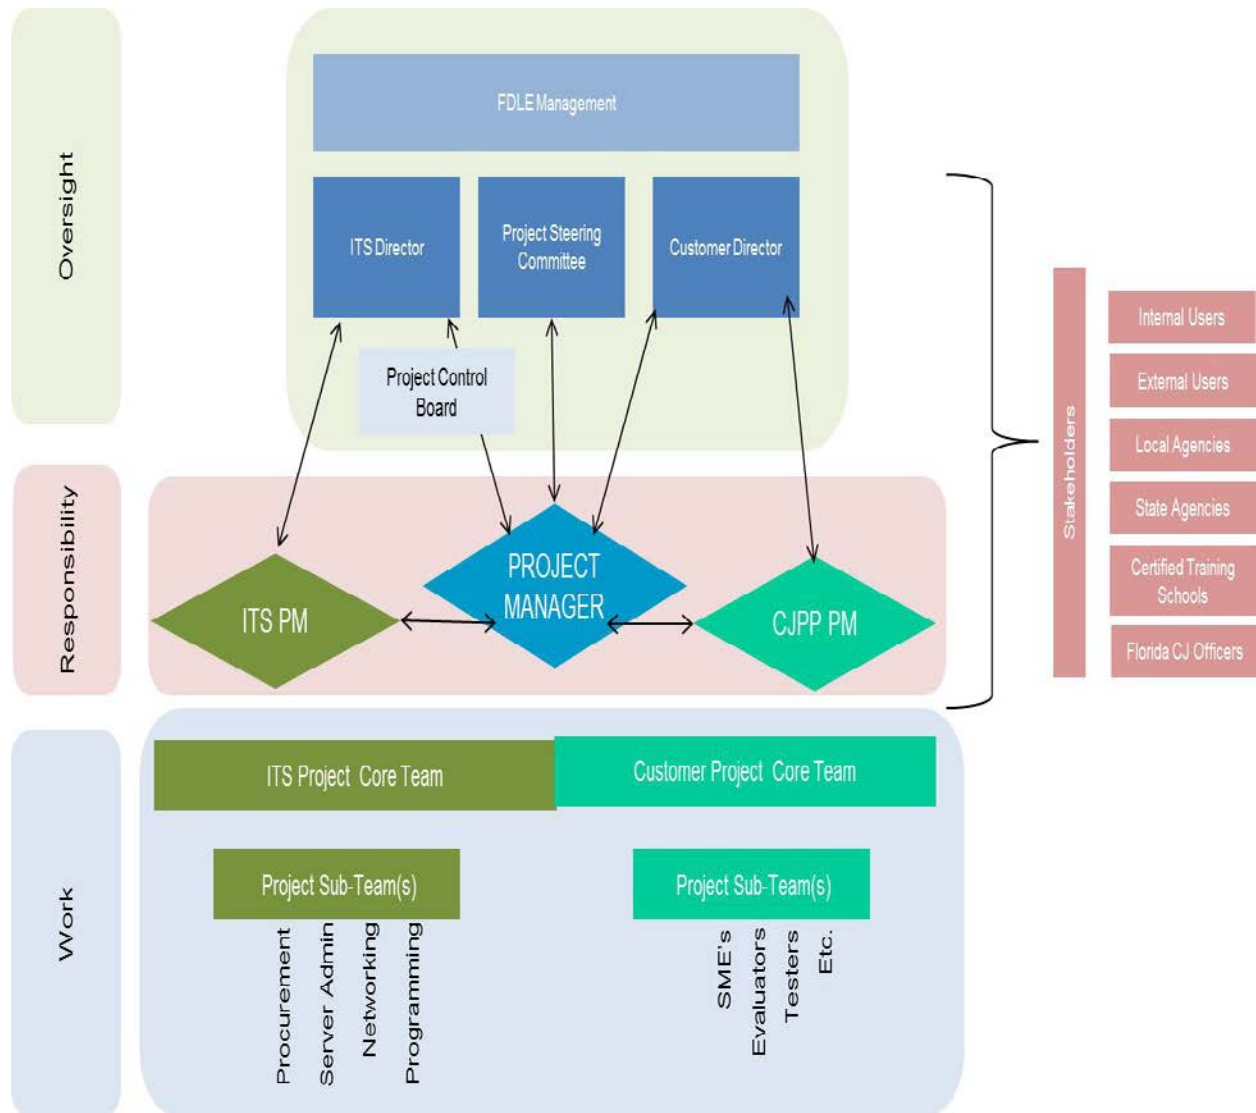 Oversight
FDLE Management
ITS Director
Project Steering
Committee
Customer Director
Project Control
Board
Responsibility
ITS PM
PROJECT
MANAGER
CJPP PM
Stakeholders
Internal Users
External Users
Local Agencies
State Agencies
Certified Training
Schools
Florida CJ Officers
Work
ITS Project Core Team
Customer Project Core Team
Project Sub-Team(s)
Procurement
Server Admin
Networking
Programming
Project Sub-Team(s)
SME's
Evaluators
Testers
Etc.